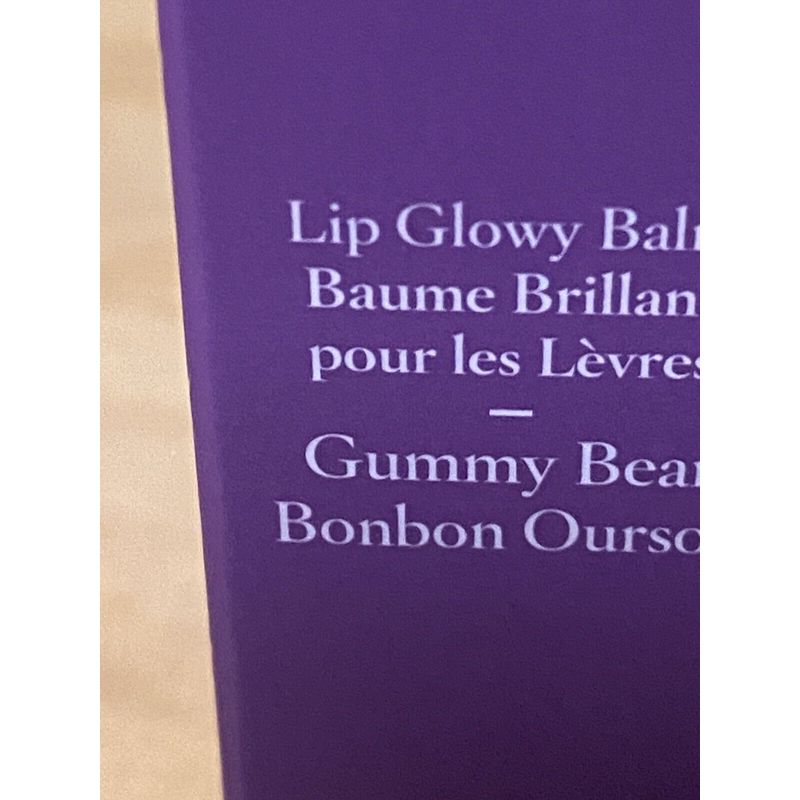 Lip Glowy Bal
Baume Brillan
pour les Lèvres
—
Gummy Bear
Bonbon Ourso